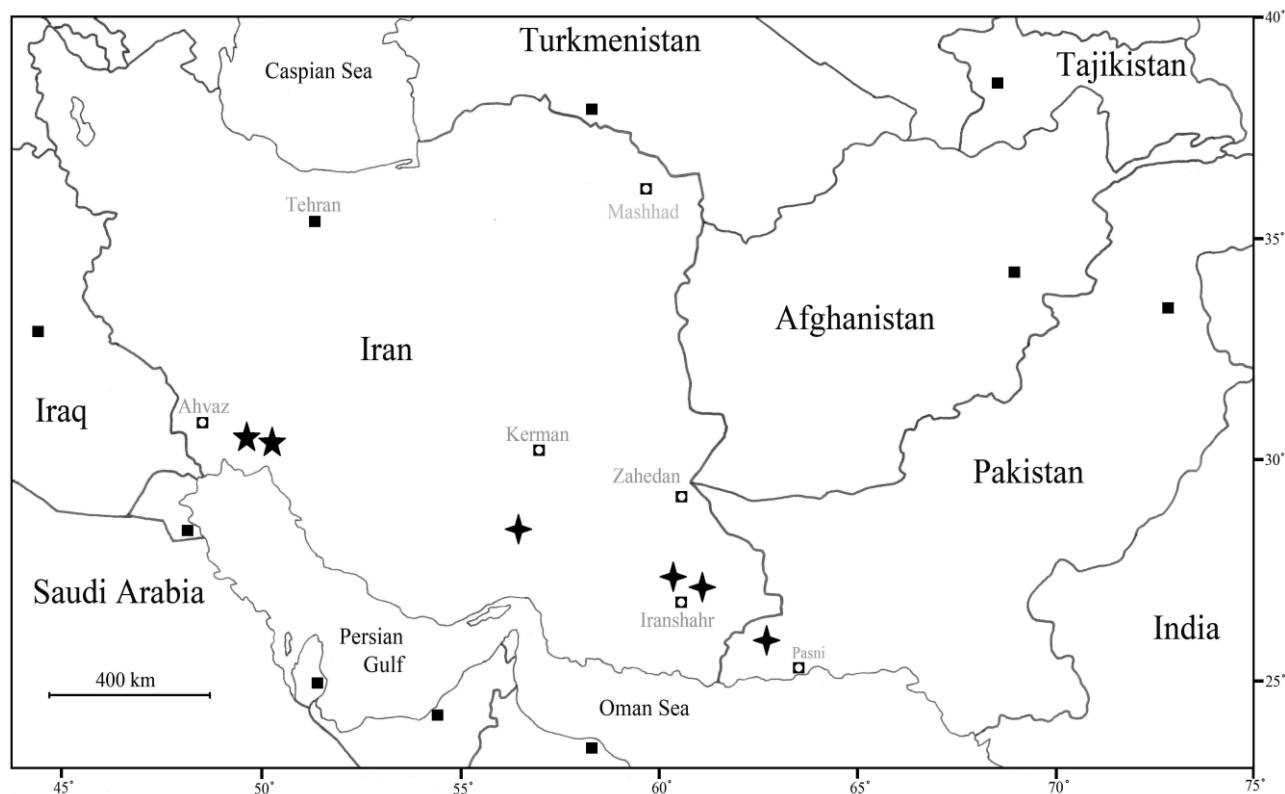 40°
Turkmenistan
Caspian Sea
Tajikistan
Mashhad
Tehran
35°
Afghanistan
Iran
Ahvaz
Iraq
Kerman
30°
Zahedan
Pakistan
Saudi Arabia
Iranshahr
India
Persian
Gulf
Pasni
400 km
25°
Oman Sea
45°
50°
55°
60°
65°
70°
75°